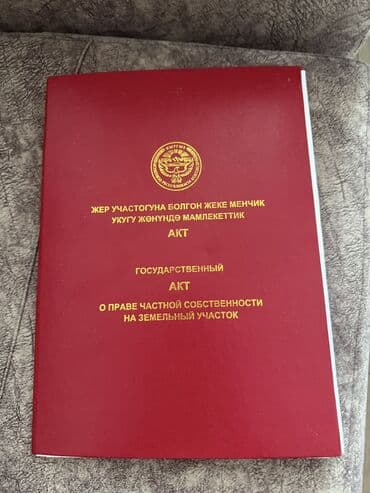 ЖЕР УЧАСТОГУНА БОЛГОН ЖЕКЕ МЕНЧИК
УКУГУ ЖӨНҮНДӨ МАМЛЕКЕТТИК
АКТ
ГОСУДАРСТВЕННЫЙ
АКТ
О ПРАВЕ ЧАСТНОЙ СОБСТВЕННОСТИ
НА ЗЕМЕЛЬНЫЙ УЧАСТОК